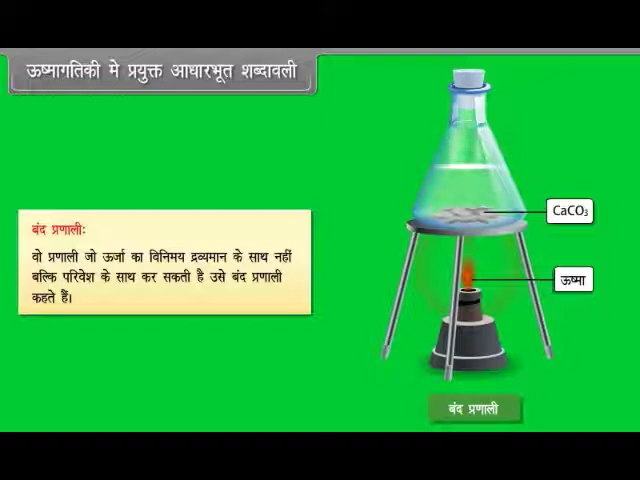 ऊष्मागतिकी मे प्रयुक्त आधारभूत शब्दावली
बंद प्रणालीः
वो प्रणाली जो ऊर्जा का विनिमय द्रव्यमान के साथ नहीं
बल्कि परिवेश के साथ कर सकती है उसे बंद प्रणाली
कहते हैं।
CaCO₃
ऊष्मा
बंद प्रणाली